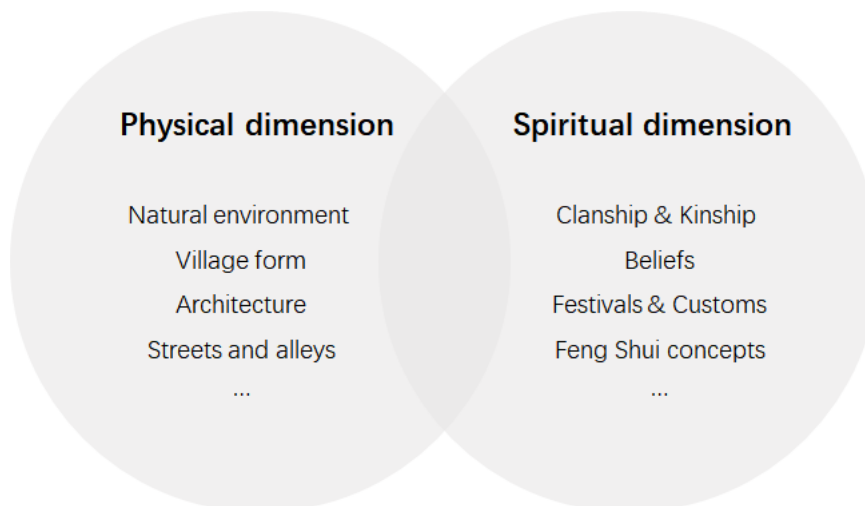 Physical dimension
Natural environment
Village form
Architecture
Streets and alleys
...
Spiritual dimension
Clanship & Kinship
Beliefs
Festivals & Customs
Feng Shui concepts
...